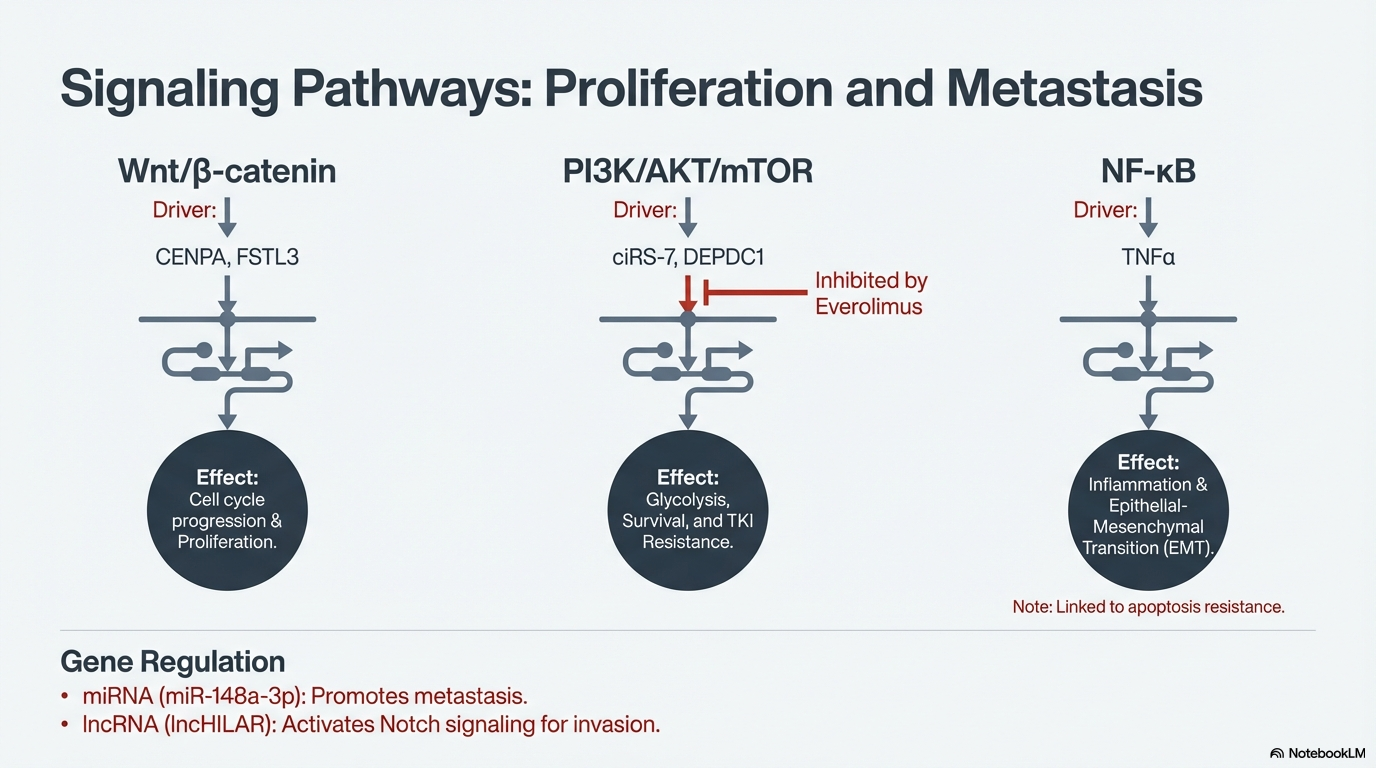 Signaling Pathways: Proliferation and Metastasis
Wnt/β-catenin
Driver:
CENPA, FSTL3
Effect:
Cell cycle
progression &
Proliferation.
PI3K/AKT/mTOR
Driver:
ciRS-7, DEPDC1
Inhibited by
Everolimus
Effect:
Glycolysis,
Survival, and TKI
Resistance.
NF-κB
Driver:
TNFα
Effect:
Inflammation &
Epithellal-
Mesenchymal
Transition (EMT).
Note: Linked to apoptosis resistance.
Gene Regulation
• miRNA (miR-148a-3p): Promotes metastasis.
• lncRNA (lncHILAR): Activates Notch signaling for invasion.
NotebookLM